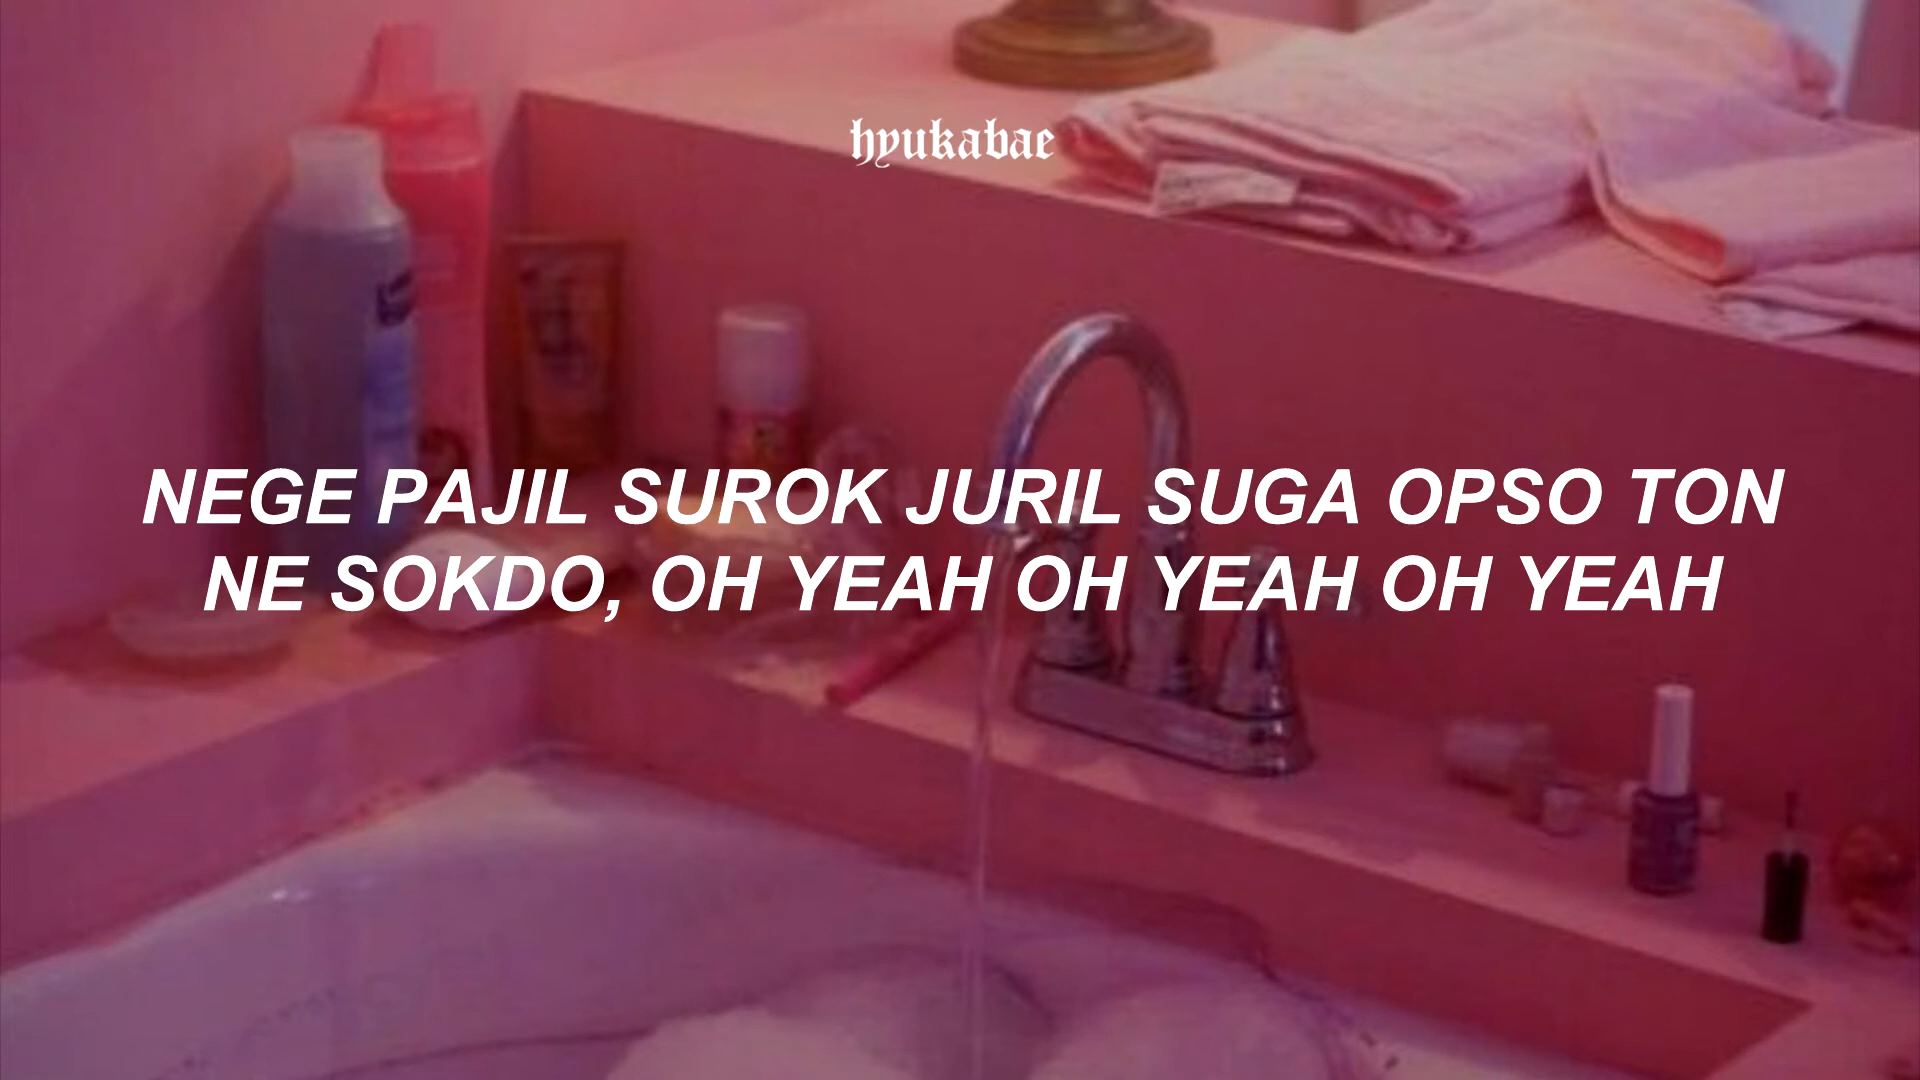 hyukabae
NEGE PAJIL SUROK JURIL SUGA OPSO TON
NE SOKDO, OH YEAH OH YEAH OH YEAH